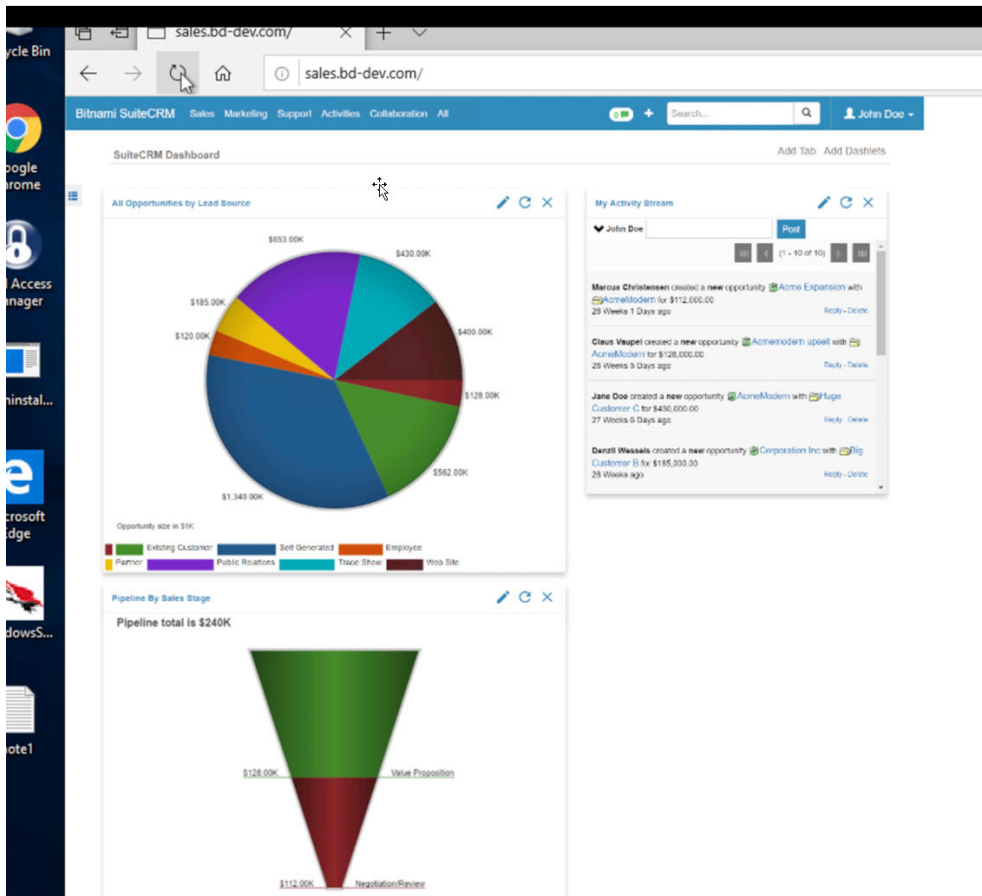 ycle Bin
sales.bd-dev.com/
sales.bd-dev.com/
Bitnami SuiteCRM Sales Marketing Support Activities Collaboration All 0 Search... John Doe
SuiteCRM Dashboard Add Tab Add Dashlets
oogle
hrome
Access
anager
ninstal...
crosoft
dge
dowsS...
ote1
All Opportunities by Lead Source
$653.00K
$430.00K
$185.00K
$120.00K
$400.00K
$128.00K
$562.00K
$1,340.00K
Opportunity size in $1K
Existing Customer Self Generated Employee
Partner Public Relations Trade Show Web Site
My Activity Stream
John Doe Post
(1 - 10 of 10)
Marcus Christensen created a new opportunity Acme Expansion with
AcmeModern for $112,000.00
26 Weeks 1 Days ago Reply - Delete
Claus Vaupel created a new opportunity Acmemodern upsell with
AcmeModern for $128,000.00
Reply - Delete
Jane Doe created a new opportunity AcmeModern with Huge
Customer C for $430,000.00
27 Weeks 6 Days ago Reply - Delete
Danzil Wessels created a new opportunity Corporation Inc with Big
Customer B for $185,000.00
28 Weeks ago Reply - Delete
Pipeline By Sales Stage
Pipeline total is $240K
$128.00K Value Proposition
$112.00K Negotiation/Review